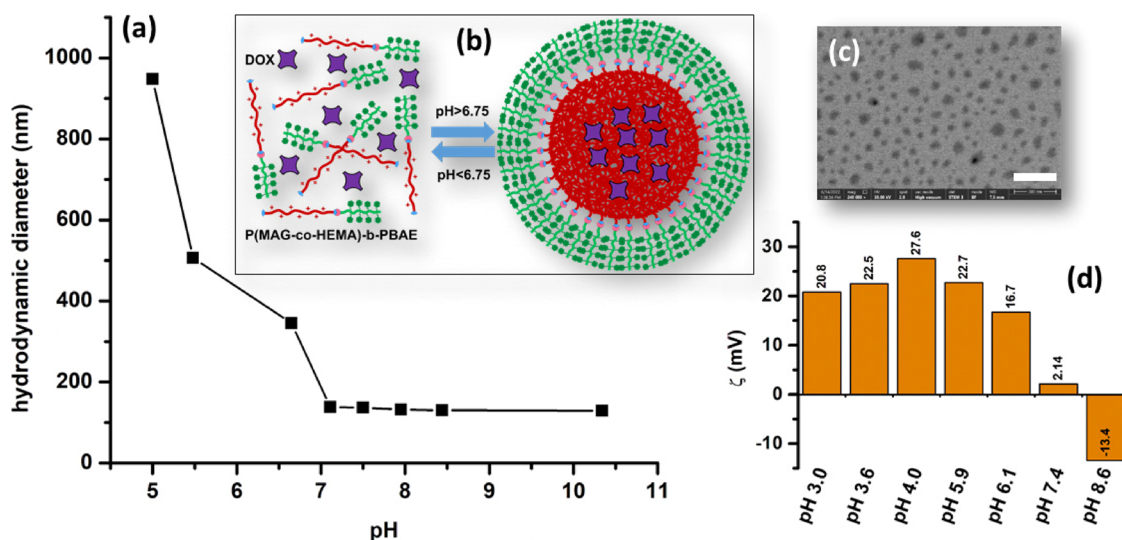 (a)
1000
800
600
400
200
0
hydrodynamic diameter (nm)
5 6 7 8 9 10 11
pH
(b)
DOX
pH>6.75
pH<6.75
P(MAG-co-HEMA)-b-PBAE
(c)
(d)
30
20
10
0
-10
ζ (mV)
20.8
22.5
27.6
22.7
16.7
2.14
-13.4
pH 3.0
pH 3.6
pH 4.0
pH 5.9
pH 6.1
pH 7.4
pH 8.6